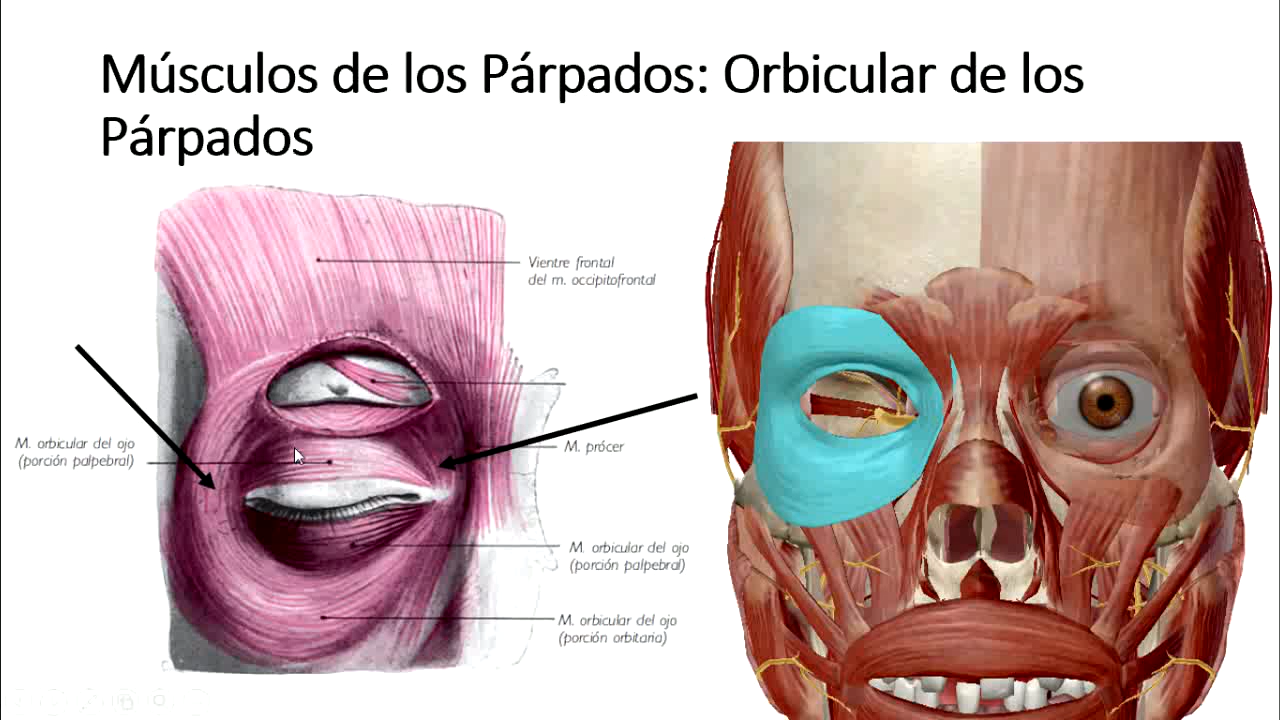 Músculos de los Párpados: Orbicular de los
Párpados
Vientre frontal
del m. occipitofrontal
M. orbicular del ojo
(porción palpebral)
M. prócer
M. orbicular del ojo
(porción palpebral)
M. orbicular del ojo
(porción orbitaria)